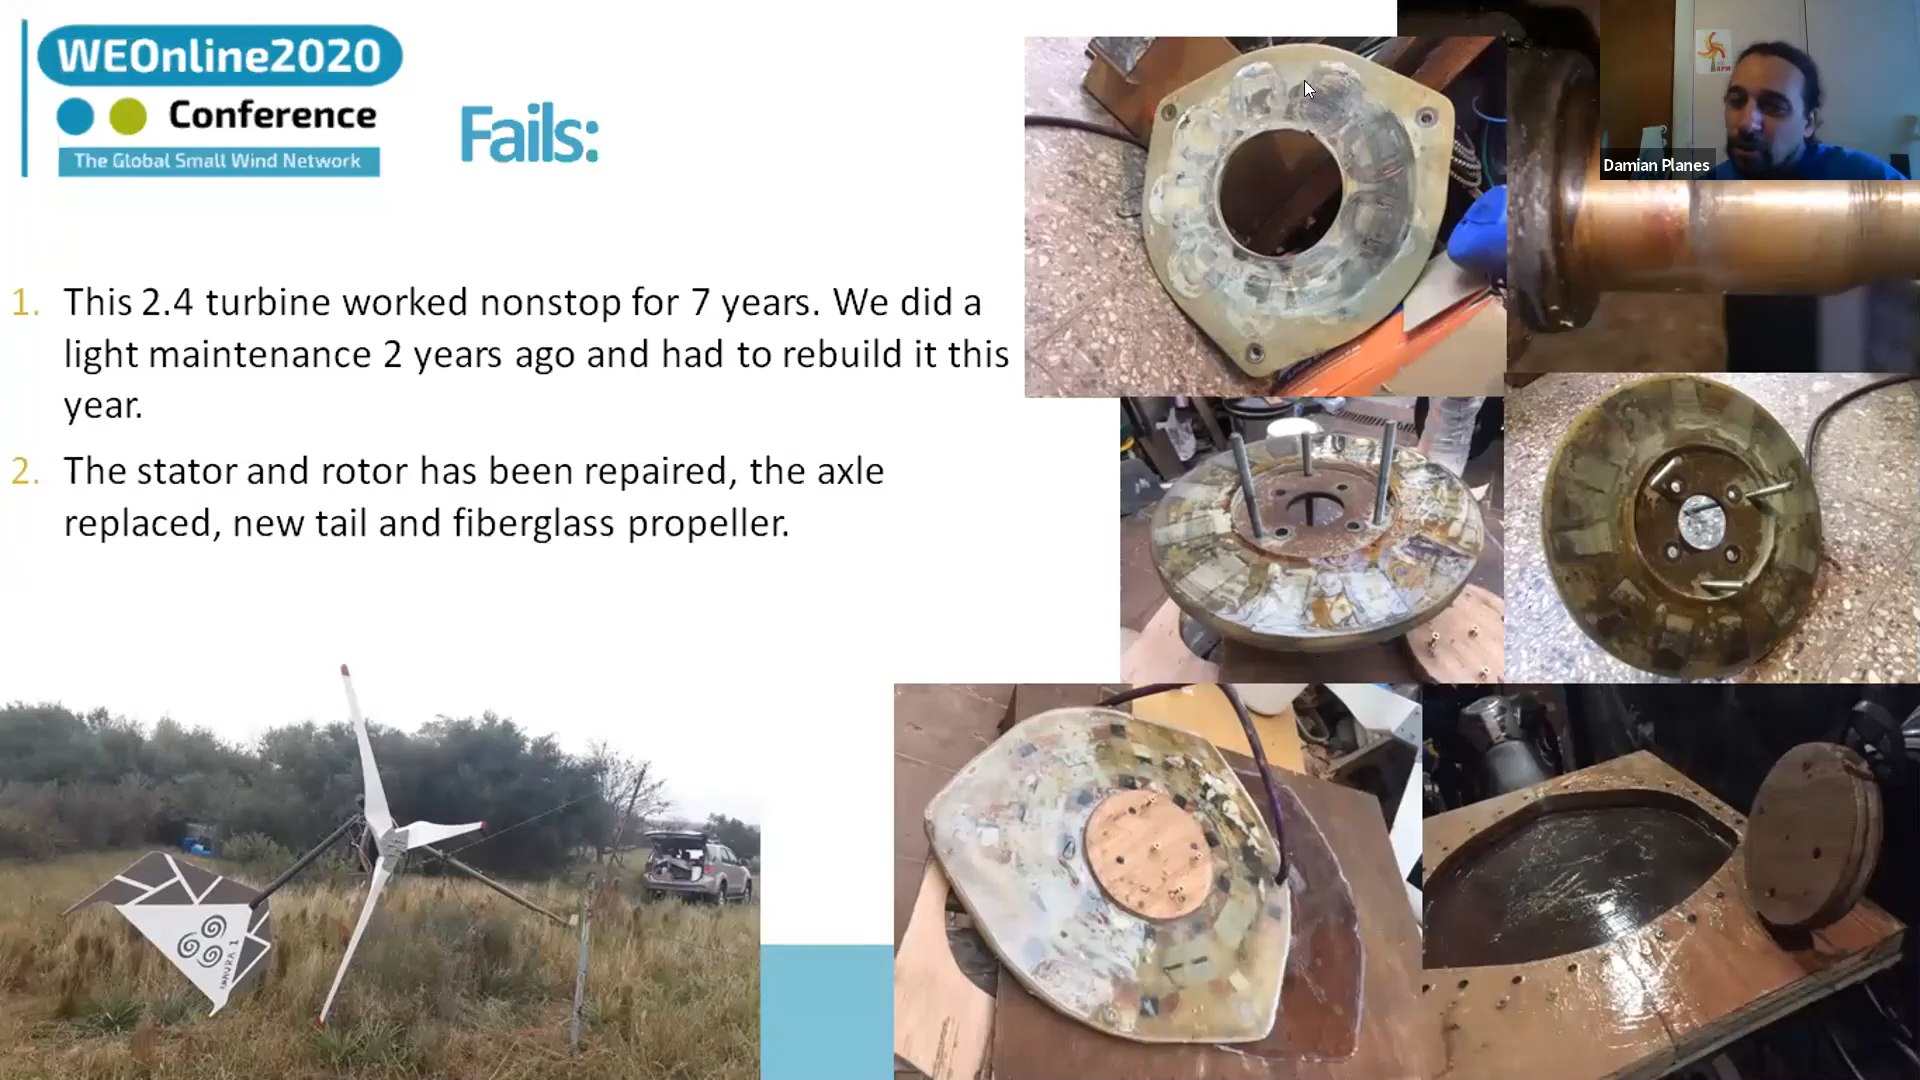 WEOnline2020
Conference
The Global Small Wind Network
Fails:
Damian Planes
1. This 2.4 turbine worked nonstop for 7 years. We did a
light maintenance 2 years ago and had to rebuild it this
year.
2. The stator and rotor has been repaired, the axle
replaced, new tail and fiberglass propeller.